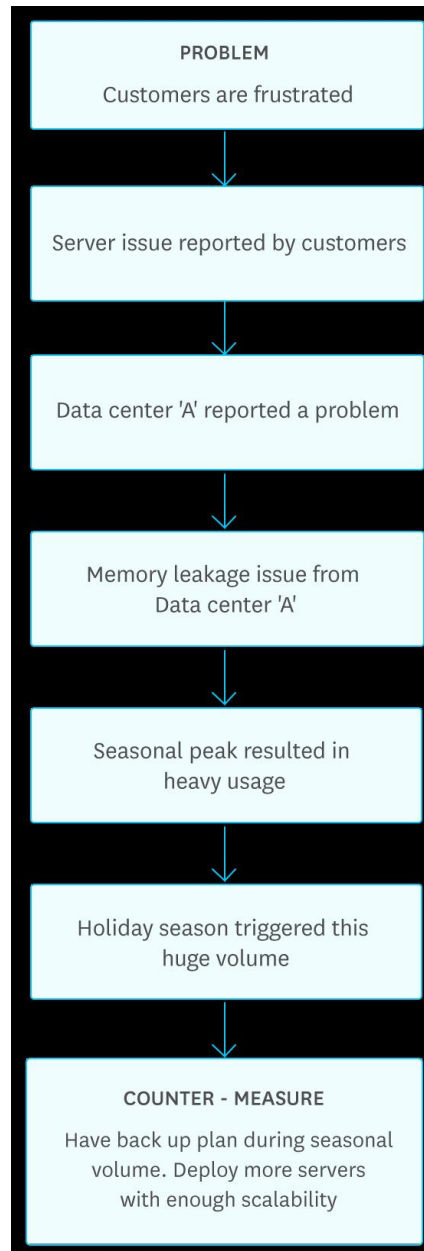 PROBLEM
Customers are frustrated
Server issue reported by customers
Data center 'A' reported a problem
Memory leakage issue from
Data center 'A'
Seasonal peak resulted in
heavy usage
Holiday season triggered this
huge volume
COUNTER - MEASURE
Have back up plan during seasonal
volume. Deploy more servers
with enough scalability